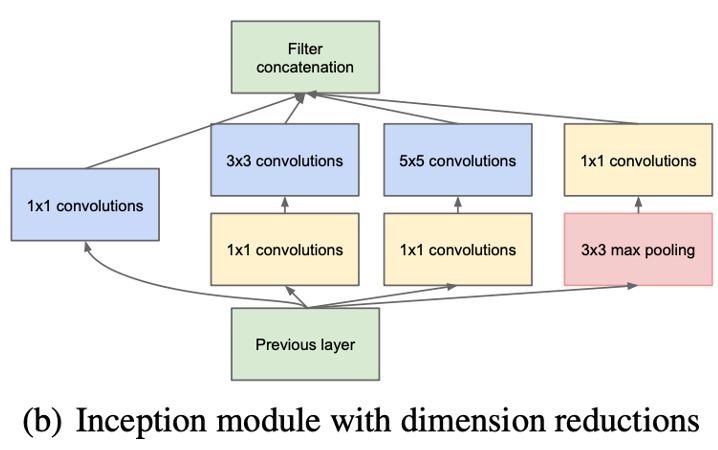 Filter
concatenation
3x3 convolutions
5x5 convolutions
1x1 convolutions
1x1 convolutions
1x1 convolutions
1x1 convolutions
3x3 max pooling
Previous layer
(b) Inception module with dimension reductions